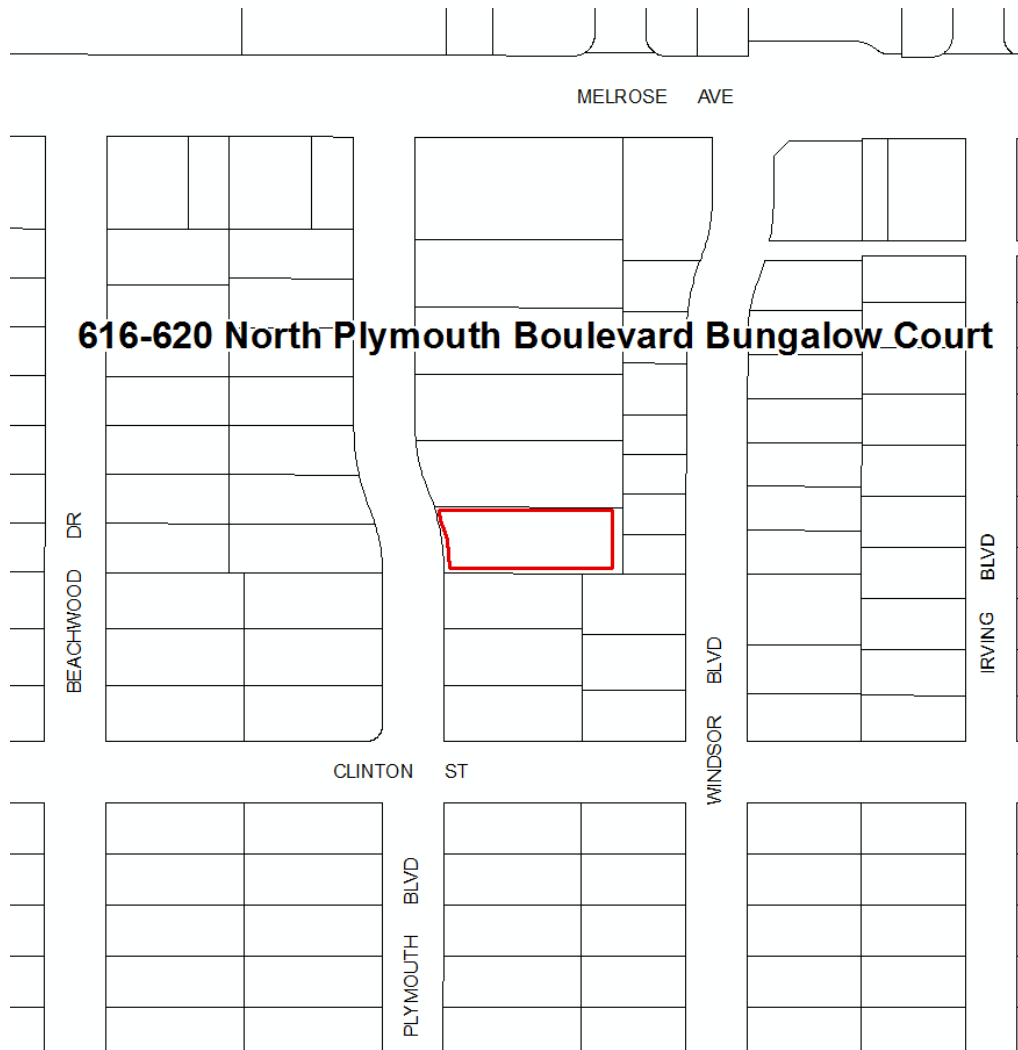 MELROSE AVE
616-620 North Plymouth Boulevard Bungalow Court
BEACHWOOD DR
IRVING BLVD
WINDSOR BLVD
CLINTON ST
PLYMOUTH BLVD